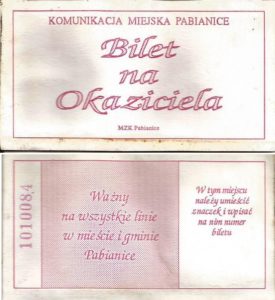 KOMUNIKACJA MIEJSKA PABIANICE
Bilet
na
Okaziciela
MZK Pabianice
1010084
Ważny
na wszystkie linie
w mieście i gminie
Pabianice
W tym miejscu
należy umieścić
znaczek i wpisać
na nim numer
biletu